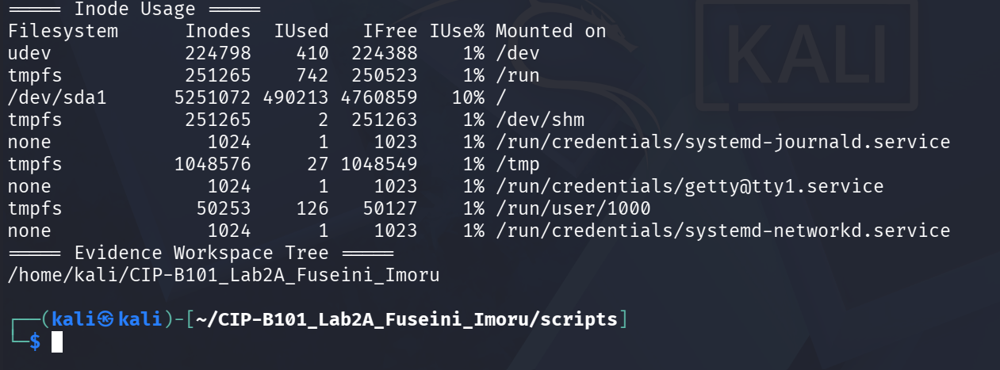 ===== Inode Usage =====
Filesystem      Inodes  IUsed   IFree IUse% Mounted on
udev            224798    410  224388    1% /dev
tmpfs           251265    742  250523    1% /run
/dev/sda1      5251072 490213 4760859   10% /
tmpfs           251265      2  251263    1% /dev/shm
none              1024      1    1023    1% /run/credentials/systemd-journald.service
tmpfs          1048576     27 1048549    1% /tmp
none              1024      1    1023    1% /run/credentials/getty@tty1.service
tmpfs            50253    126   50127    1% /run/user/1000
none              1024      1    1023    1% /run/credentials/systemd-networkd.service
===== Evidence Workspace Tree =====
/home/kali/CIP-B101_Lab2A_Fuseini_Imoru
┌──(kali㉿kali)-[~/CIP-B101_Lab2A_Fuseini_Imoru/scripts]
└─$
KALI